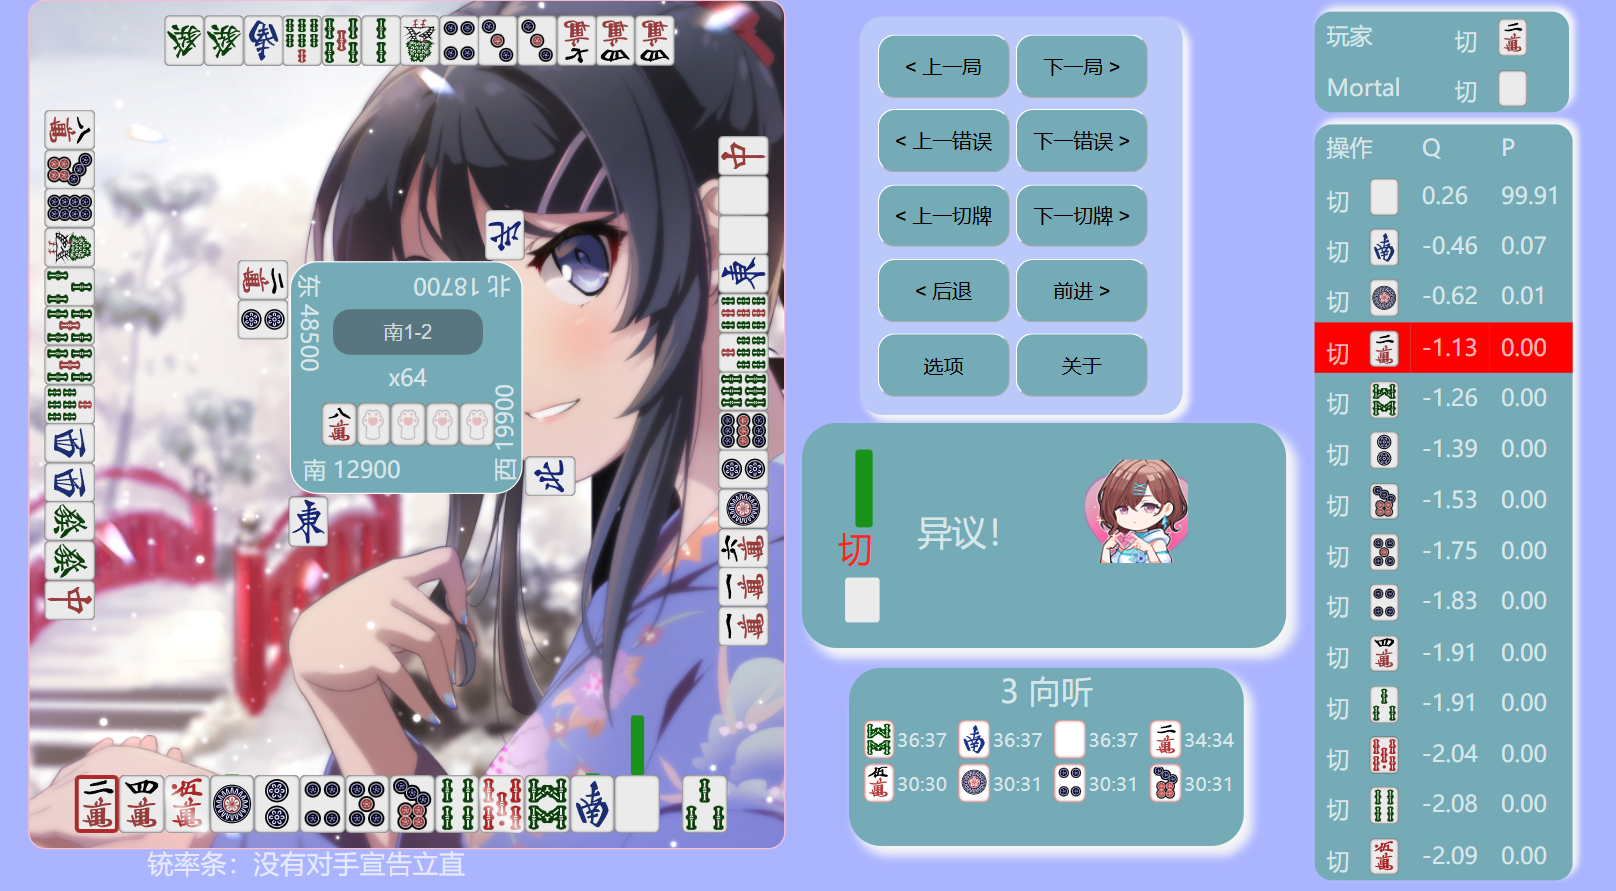 东 48500
北 18700
南1-2
x64
西 19900
南 12900
铳率条：没有对手宣告立直
< 上一局
下一局 >
< 上一错误
下一错误 >
< 上一切牌
下一切牌 >
< 后退
前进 >
选项
关于
切
异议！
3 向听
36:37
36:37
36:37
34:34
30:30
30:31
30:31
30:31
玩家 切
Mortal 切
操作 Q P
切 0.26 99.91
切 -0.46 0.07
切 -0.62 0.01
切 -1.13 0.00
切 -1.26 0.00
切 -1.39 0.00
切 -1.53 0.00
切 -1.75 0.00
切 -1.83 0.00
切 -1.91 0.00
切 -1.91 0.00
切 -2.04 0.00
切 -2.08 0.00
切 -2.09 0.00